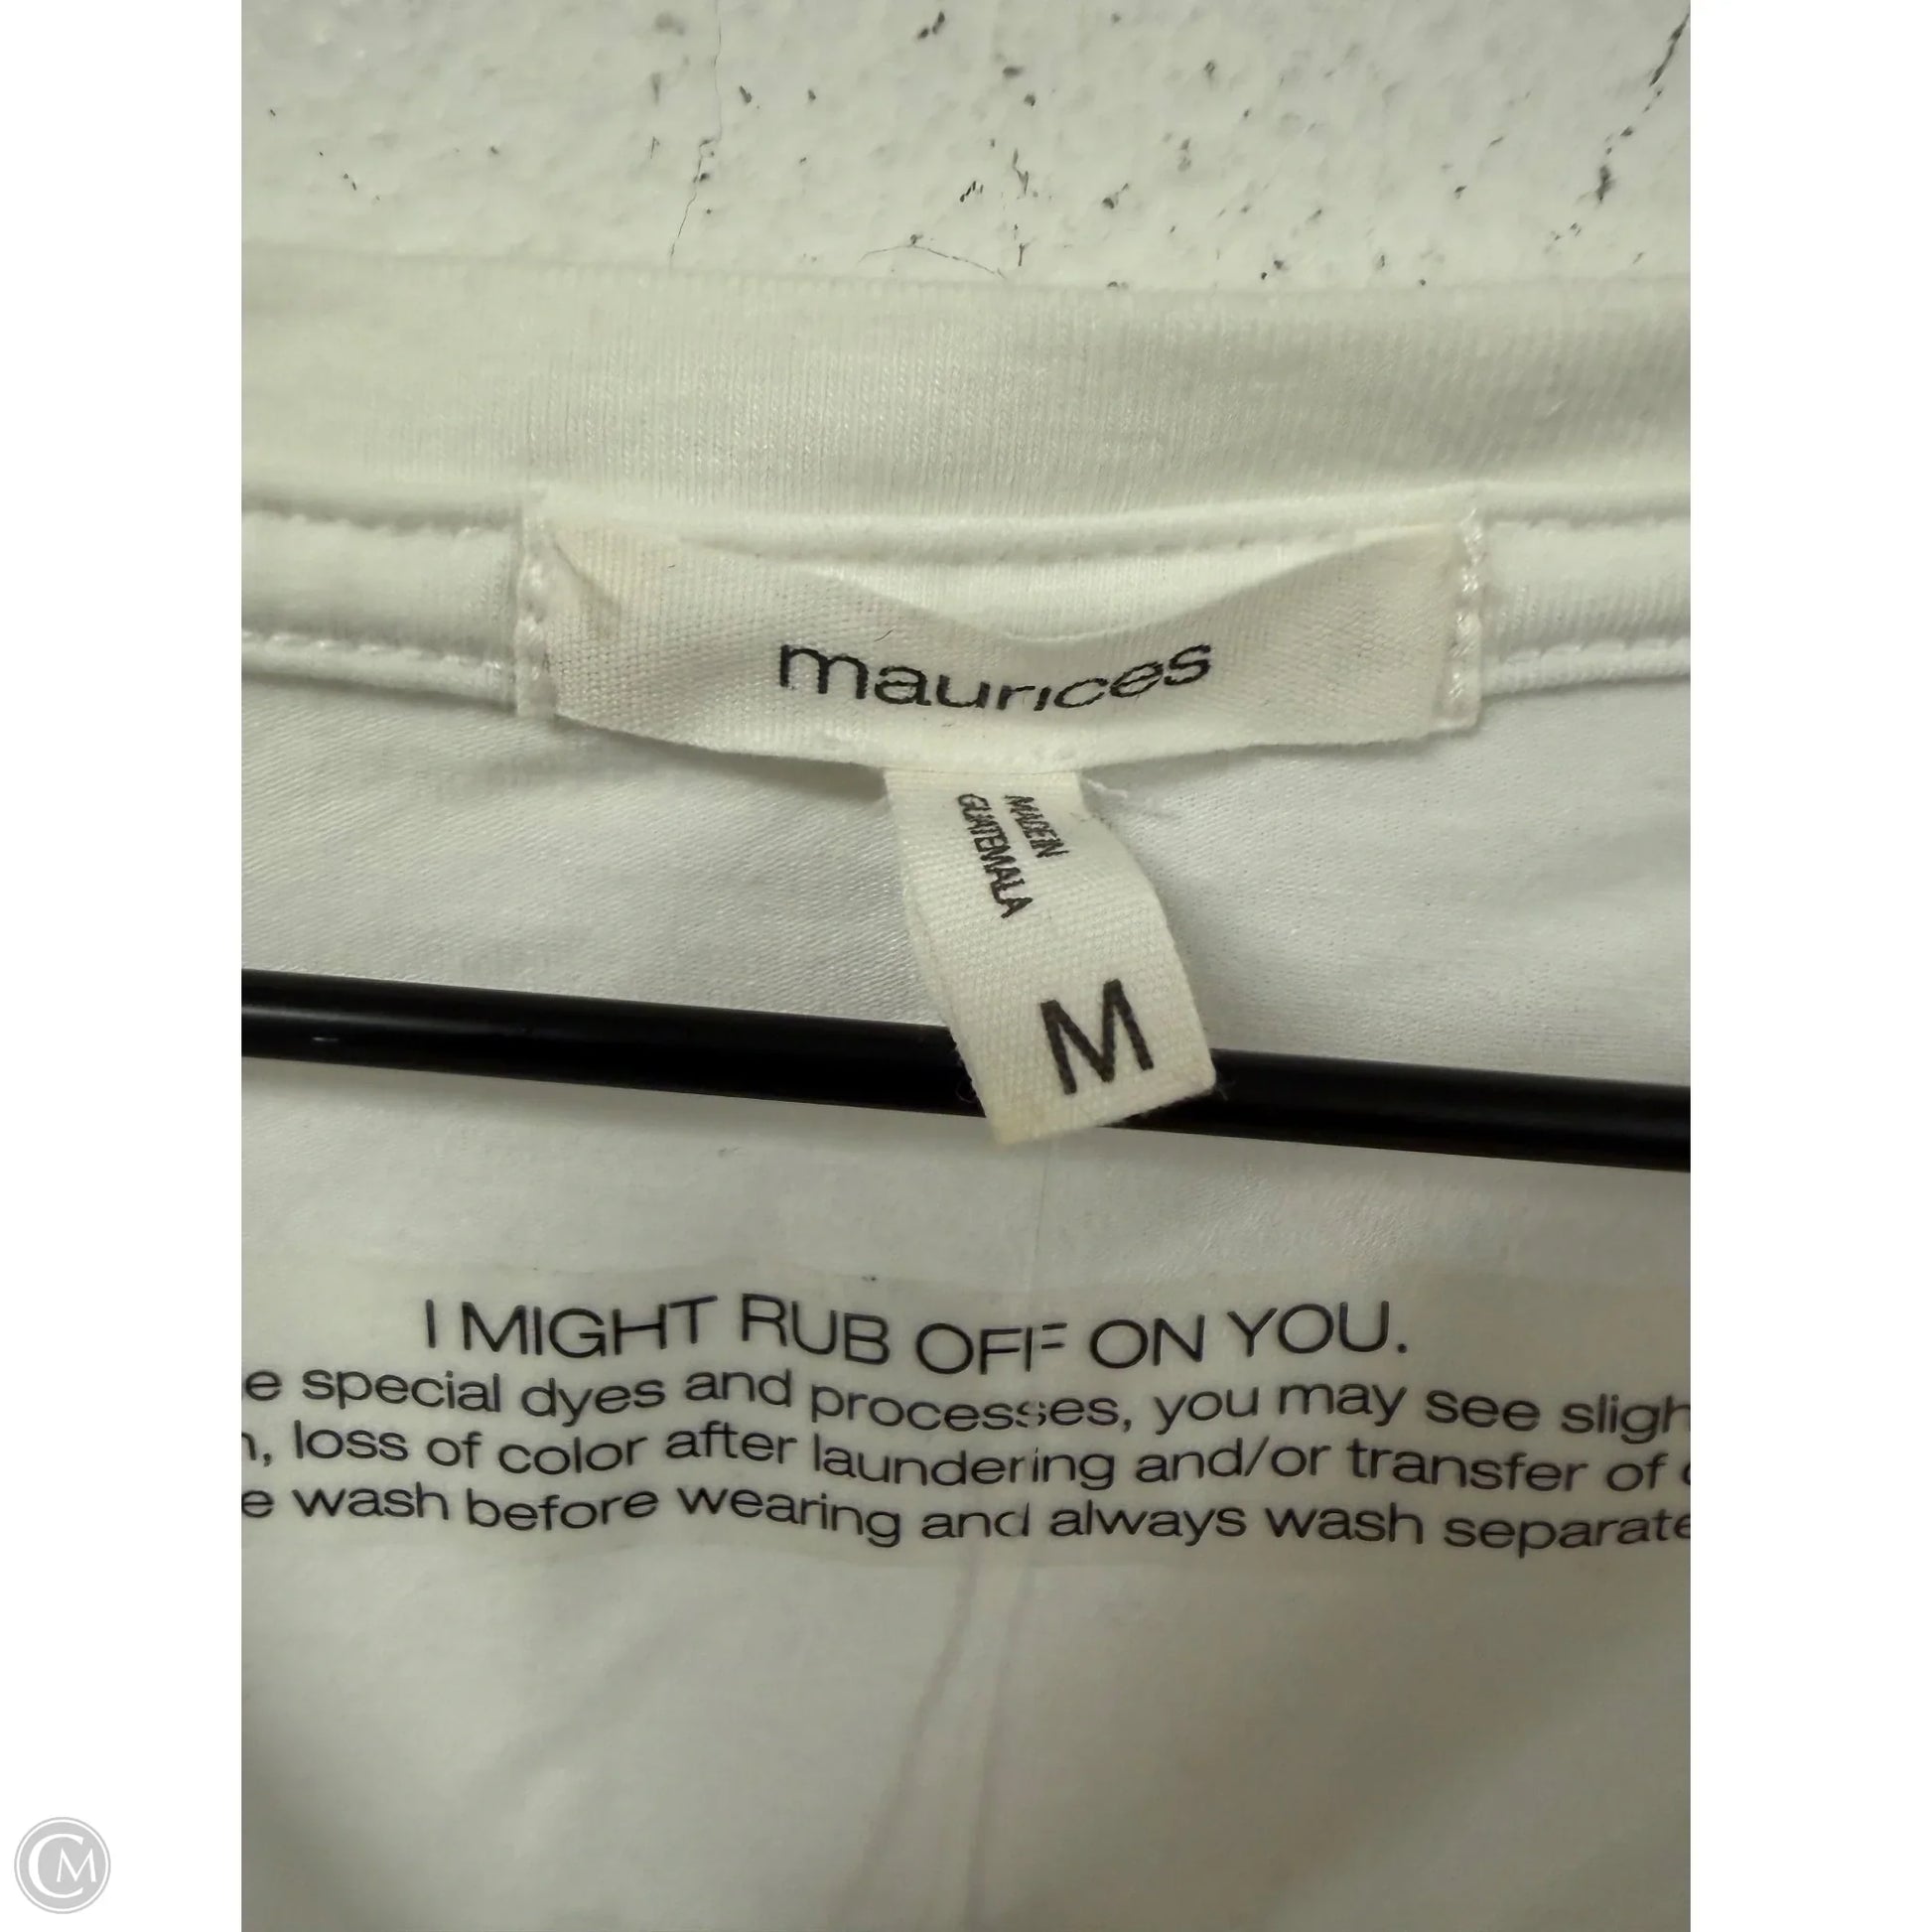 maurices
MADE IN
GUATEMALA
M
I MIGHT RUB OFF ON YOU.
e special dyes and processes, you may see sligh
, loss of color after laundering and/or transfer of
e wash before wearing and always wash separate
CM